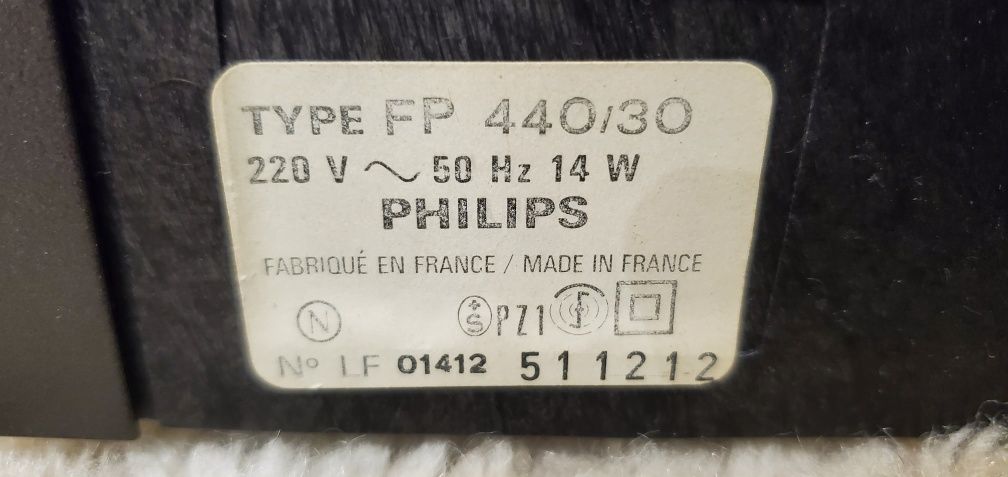 TYPE FP 440/30
220 V ~ 50 Hz 14 W
PHILIPS
FABRIQUÉ EN FRANCE / MADE IN FRANCE
N S PZ1
Nº LF 01412 511212